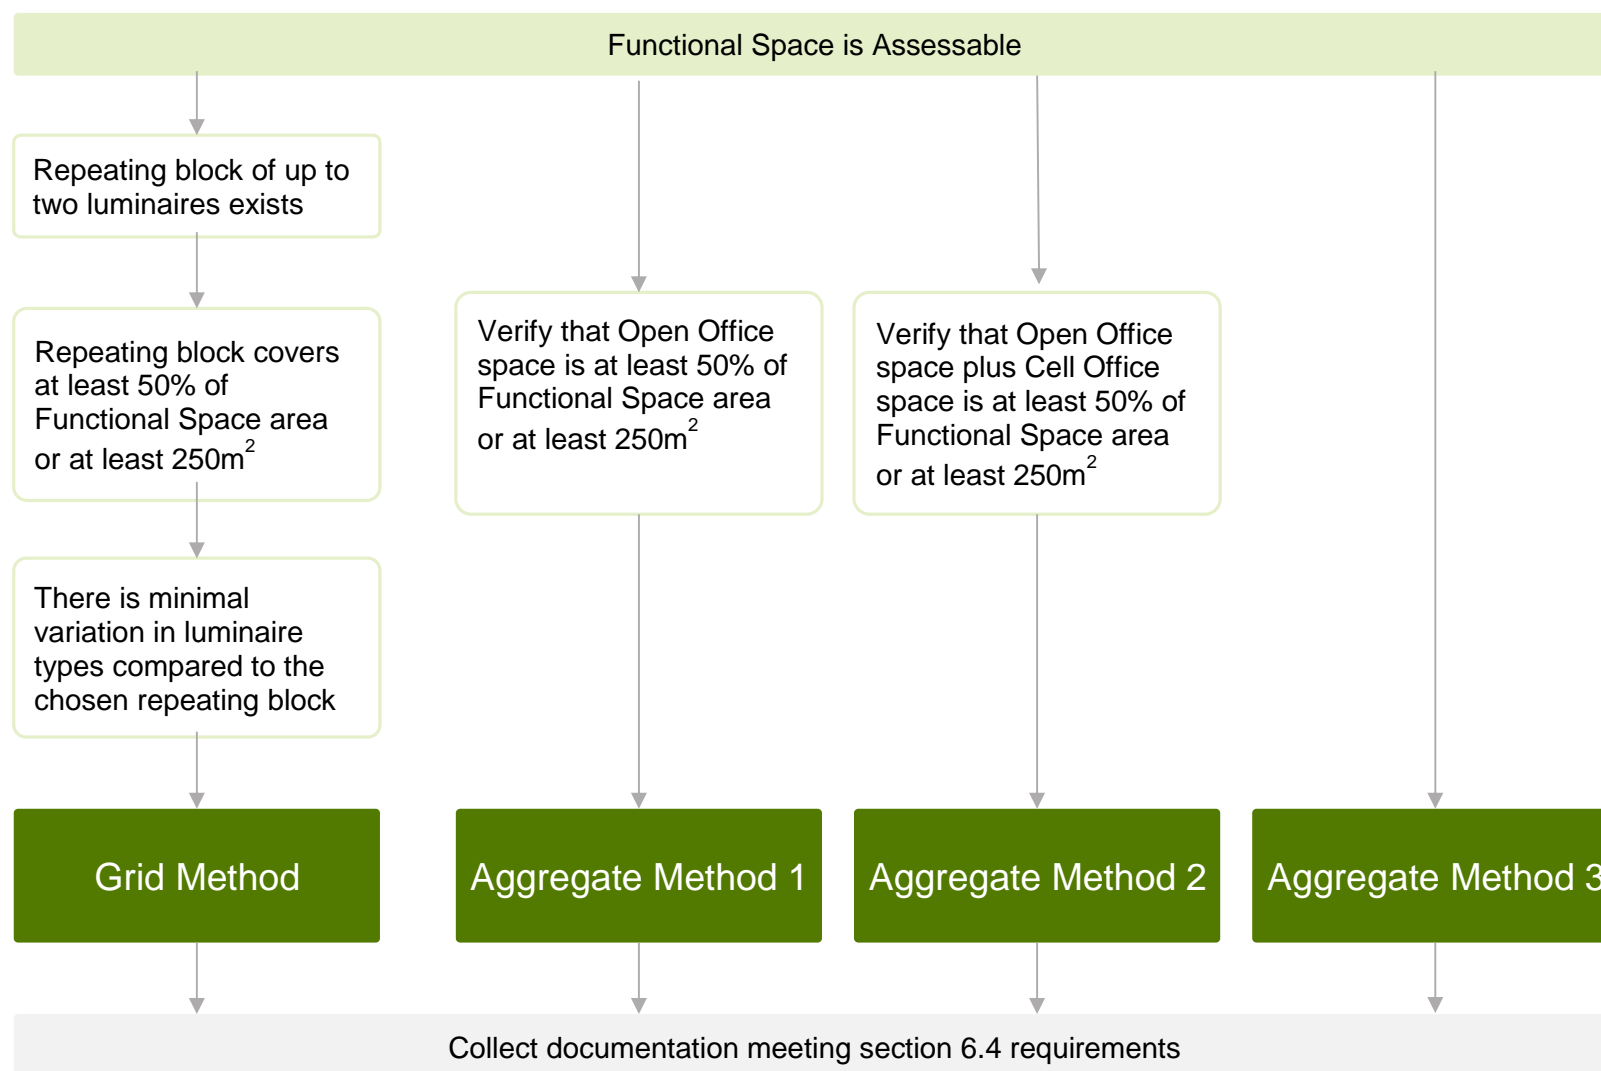 Functional Space is Assessable
Repeating block of up to
two luminaires exists
Repeating block covers
at least 50% of
Functional Space area
or at least 250m²
There is minimal
variation in luminaire
types compared to the
chosen repeating block
Verify that Open Office
space is at least 50% of
Functional Space area
or at least 250m²
Verify that Open Office
space plus Cell Office
space is at least 50% of
Functional Space area
or at least 250m²
Grid Method
Aggregate Method 1
Aggregate Method 2
Aggregate Method 3
Collect documentation meeting section 6.4 requirements